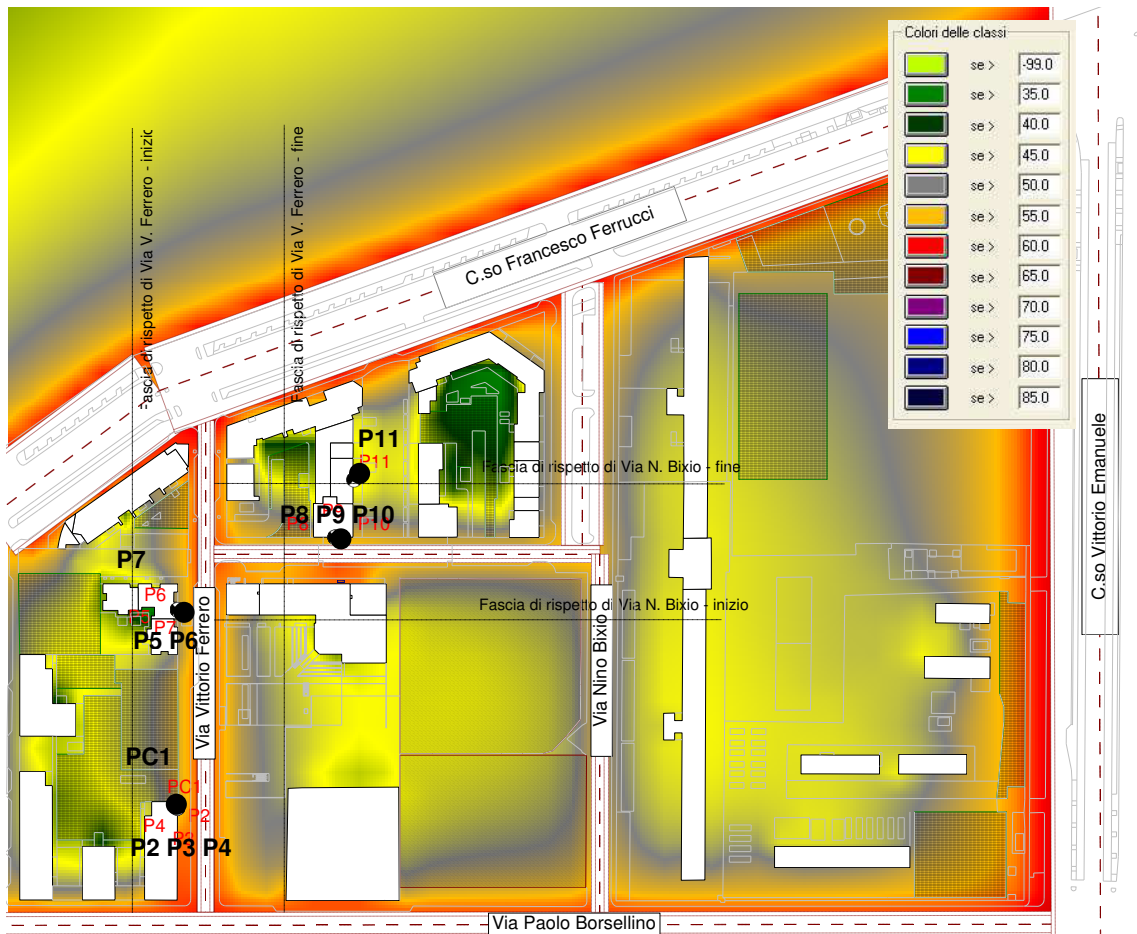 Colori delle classi
se > -99.0
se > 35.0
se > 40.0
se > 45.0
se > 50.0
se > 55.0
se > 60.0
se > 65.0
se > 70.0
se > 75.0
se > 80.0
se > 85.0
Fascia di rispetto di Via V. Ferrero - inizio
Fascia di rispetto di Via V. Ferrero - fine
C.so Francesco Ferrucci
C.so Vittorio Emanuele
P11
P11
Fascia di rispetto di Via N. Bixio - fine
P8 P9 P10
P10
P7
P6
Fascia di rispetto di Via N. Bixio - inizio
P7
P5 P6
Via Vittorio Ferrero
Via Nino Bixio
PC1
PC1
P2
P4
P2 P3 P4
Via Paolo Borsellino